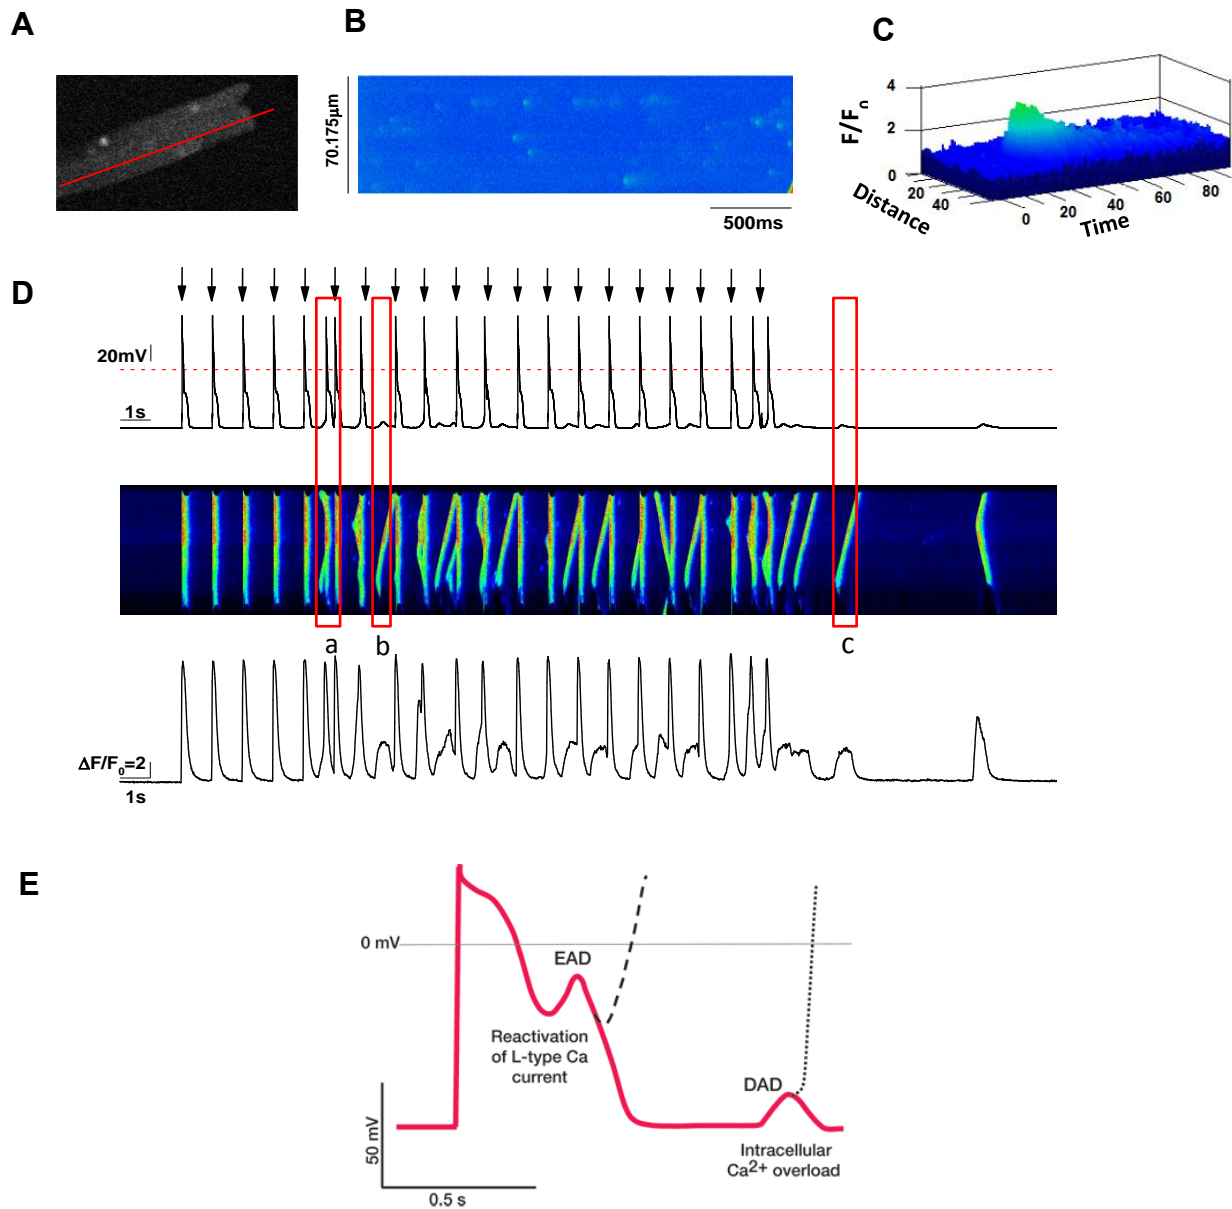 A
B
C
70.175µm
500ms
F/F0
4
2
0
20
40
Distance
0
20
40
60
80
Time
D
20mV
1s
a
b
c
ΔF/F0=2
1s
E
0 mV
EAD
Reactivation
of L-type Ca
current
DAD
Intracellular
Ca2+ overload
50 mV
0.5 s